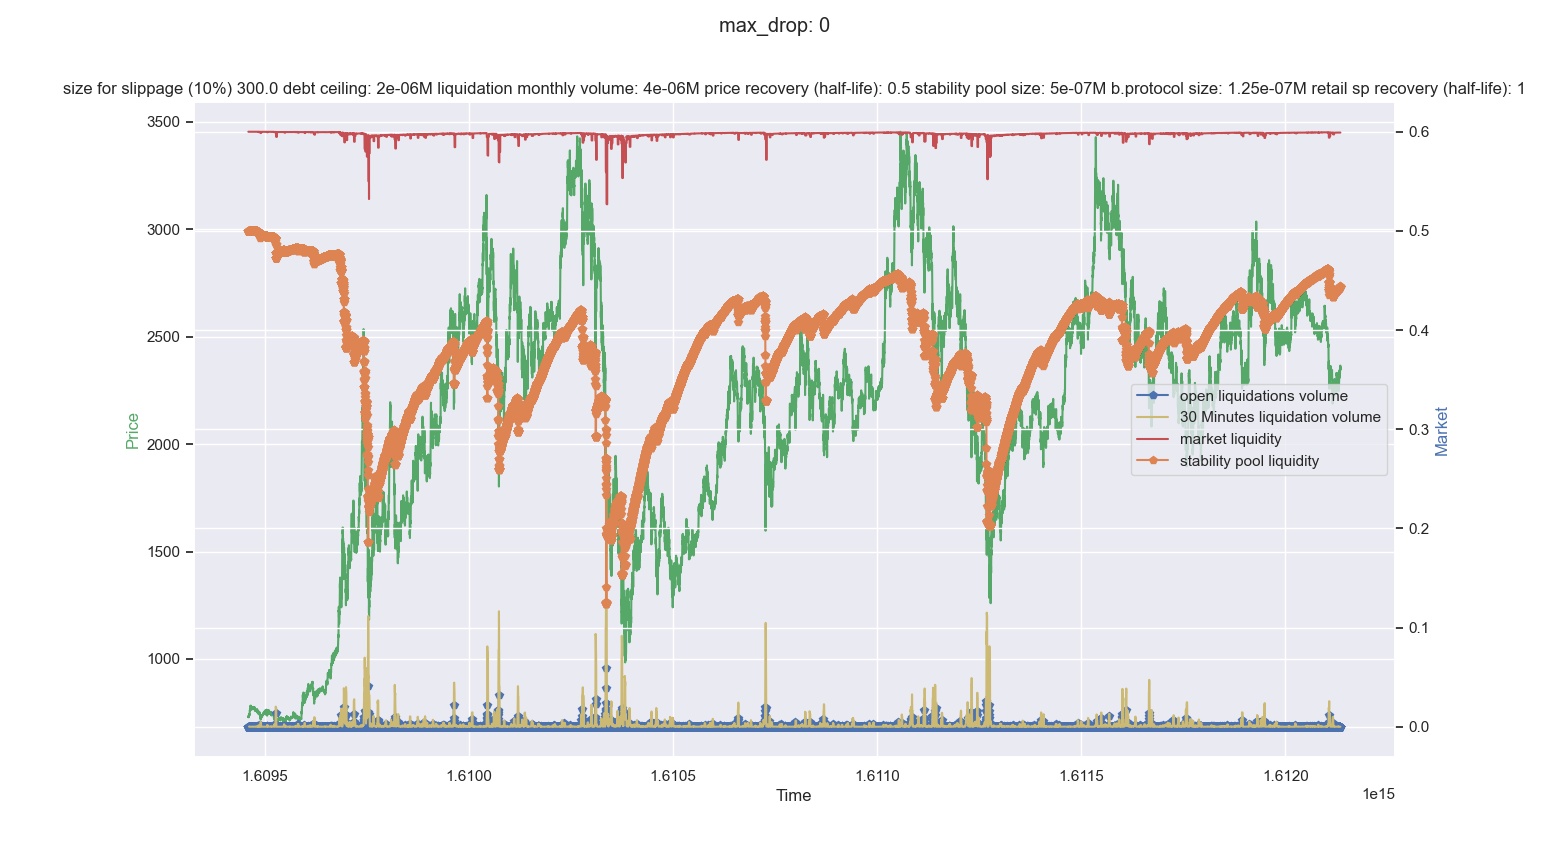 max_drop: 0
size for slippage (10%) 300.0 debt ceiling: 2e-06M liquidation monthly volume: 4e-06M price recovery (half-life): 0.5 stability pool size: 5e-07M b.protocol size: 1.25e-07M retail sp recovery (half-life): 1
3500
3000
2500
2000
1500
1000
Price
0.6
0.5
0.4
0.3
0.2
0.1
0.0
Market
open liquidations volume
30 Minutes liquidation volume
market liquidity
stability pool liquidity
1.6095 1.6100 1.6105 1.6110 1.6115 1.6120
Time
1e15